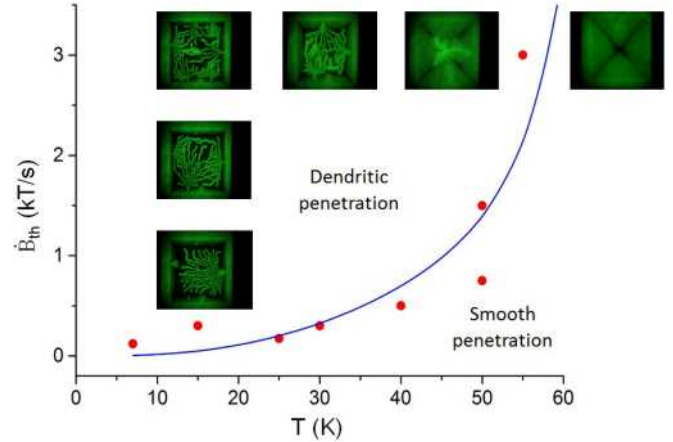 3
2
1
0
Ḃth (kT/s)
Dendritic
penetration
Smooth
penetration
0 10 20 30 40 50 60
T (K)